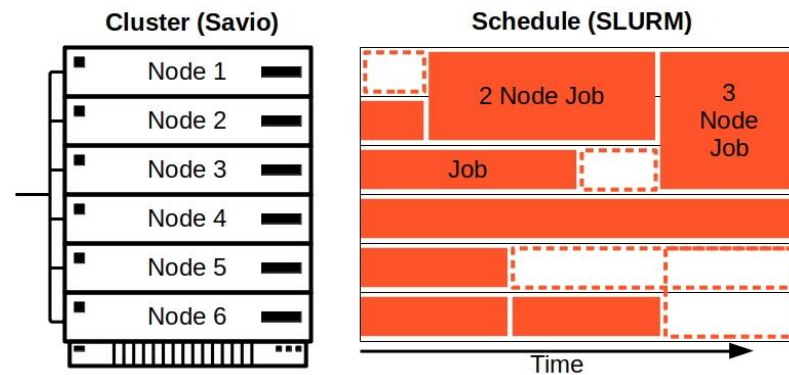 Cluster (Savio)
Node 1
Node 2
Node 3
Node 4
Node 5
Node 6
Schedule (SLURM)
2 Node Job
3
Node
Job
Job
Time